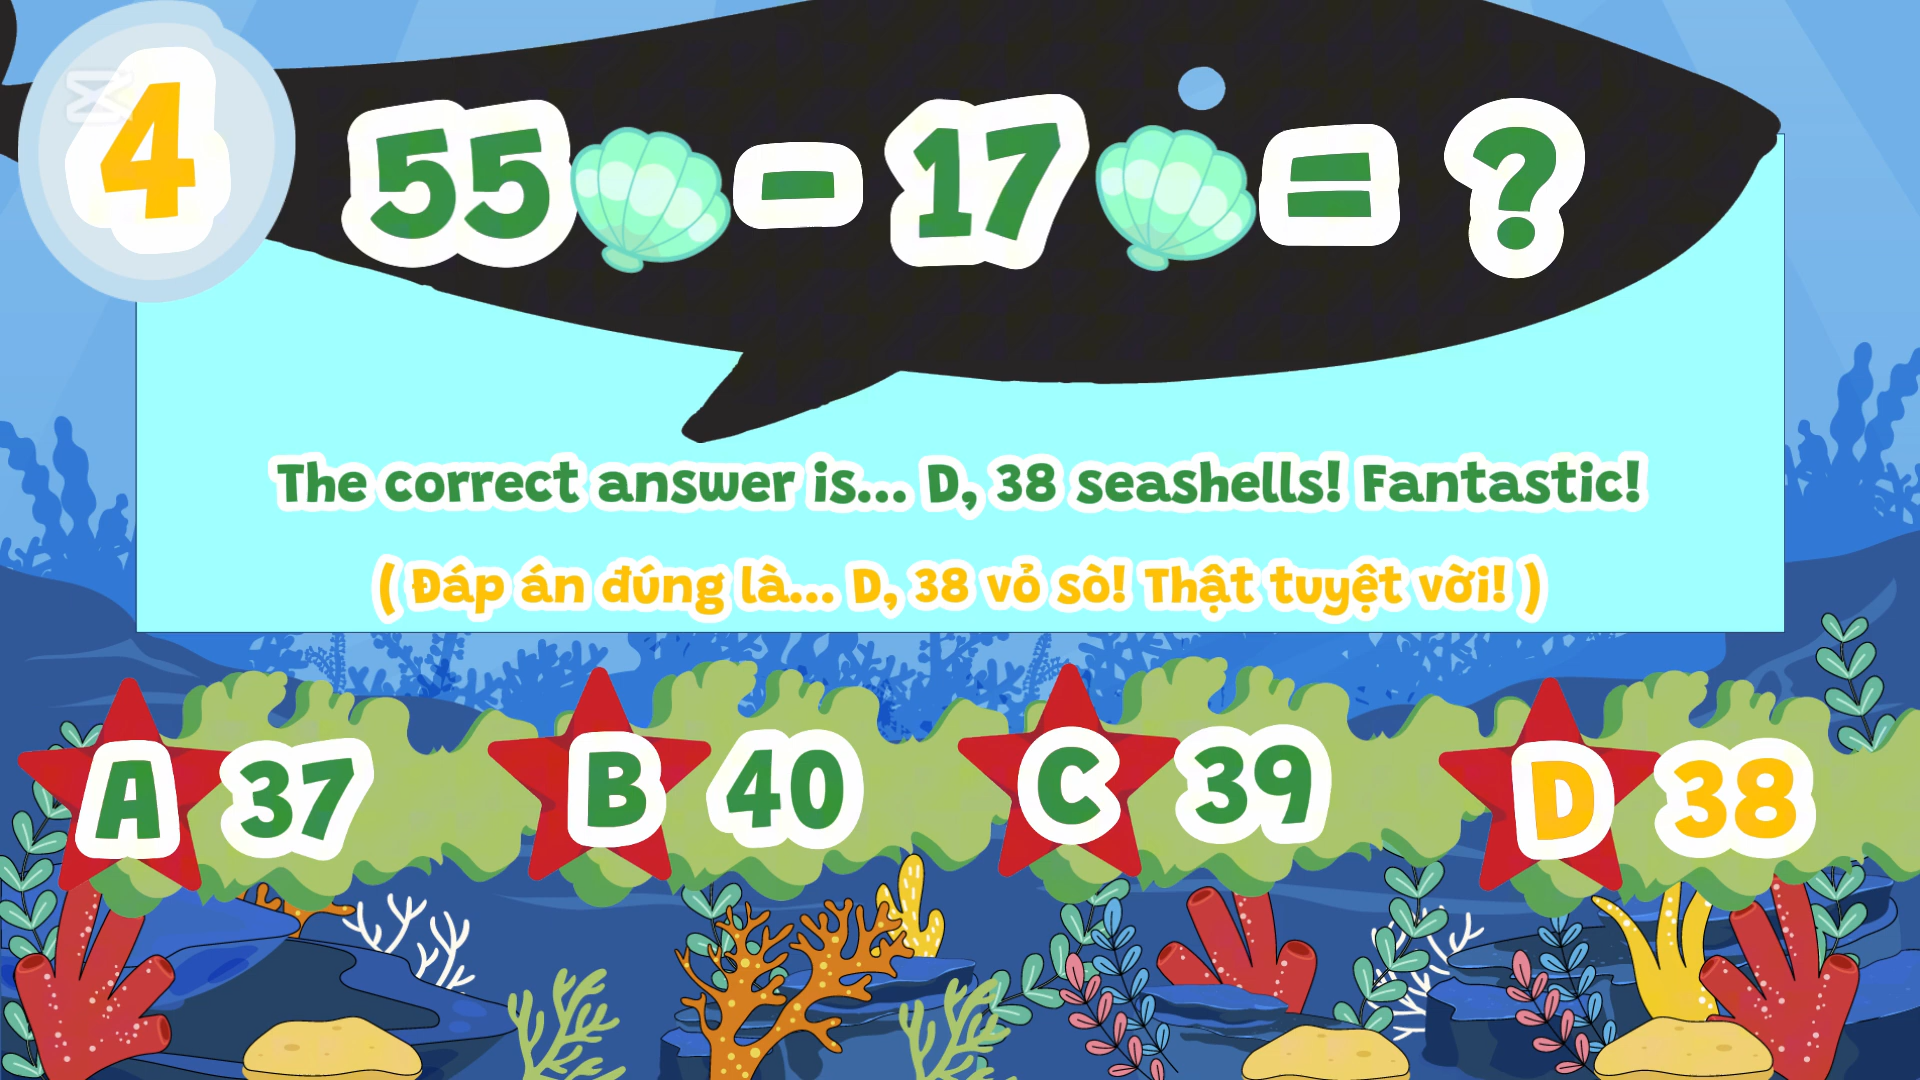 4
55 - 17 = ?
The correct answer is... D, 38 seashells! Fantastic!
( Đáp án đúng là... D, 38 vỏ sò! Thật tuyệt vời! )
A 37 B 40 C 39 D 38